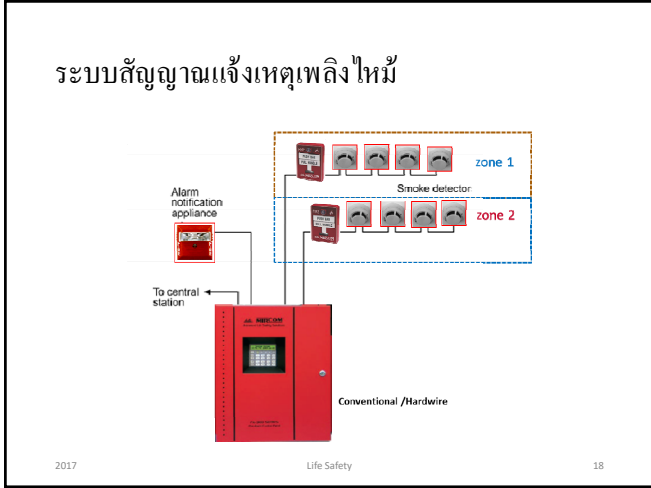 ระบบสัญญาณแจ้งเหตุเพลิงไหม้
zone 1
Smoke detector
zone 2
Alarm
notification
appliance
To central
station
Conventional /Hardwire
2017
Life Safety
18